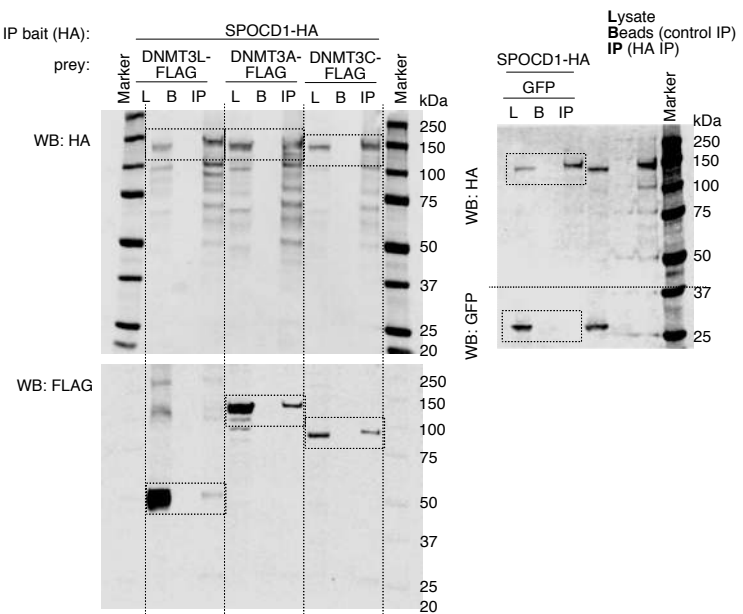 IP bait (HA):
SPOCD1-HA
prey:
DNMT3L-
FLAG
DNMT3A-
FLAG
DNMT3C-
FLAG
Marker
L B IP L B IP L B IP
Marker
kDa
WB: HA
250
150
100
75
50
37
25
20
WB: FLAG
250
150
100
75
50
37
25
20
Lysate
Beads (control IP)
IP (HA IP)
SPOCD1-HA
GFP
L B IP
Marker
kDa
WB: HA
250
150
100
75
50
37
WB: GFP
25